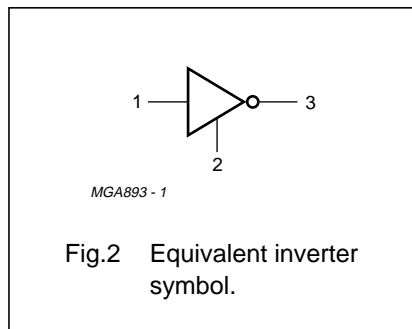 1 3
2
MGA893 - 1
Fig.2 Equivalent inverter
symbol.